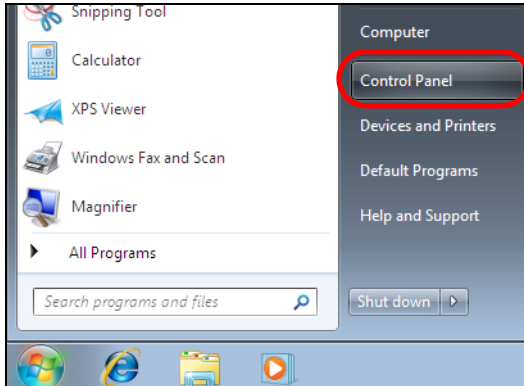 Snipping Tool
Calculator
XPS Viewer
Windows Fax and Scan
Magnifier
All Programs
Search programs and files
Computer
Control Panel
Devices and Printers
Default Programs
Help and Support
Shut down